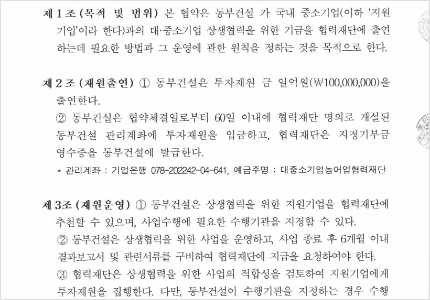 제1조(목적 및 범위) 본 협약은 동부건설 가 국내 중소기업(이하 '지원
기업'이라 한다)과의 대·중소기업 상생협력을 위한 기금을 협력재단에 출연
하는데 필요한 방법과 그 운영에 관한 원칙을 정하는 것을 목적으로 한다.
제2조(재원출연) ① 동부건설은 투자재원 금 일억원(₩100,000,000)을
출연한다.
② 동부건설은 협약체결일로부터 60일 이내에 협력재단 명의로 개설된
동부건설 관리계좌에 투자재원을 입금하고, 협력재단은 지정기부금
영수증을 동부건설에 발급한다.
* 관리계좌 : 기업은행 078-202242-04-641, 예금주명 : 대중소기업농어업협력재단
제3조(재원운영) ① 동부건설은 상생협력을 위한 지원기업을 협력재단에
추천할 수 있으며, 사업수행에 필요한 수행기관을 지정할 수 있다.
② 동부건설은 상생협력을 위한 사업을 운영하고, 사업 종료 후 6개월 이내
결과보고서 및 관련서류를 구비하여 협력재단에 지급을 요청하여야 한다.
③ 협력재단은 상생협력을 위한 사업의 적합성을 검토하여 지원기업에게
투자재원을 집행한다. 다만, 동부건설이 수행기관을 지정하는 경우 수행